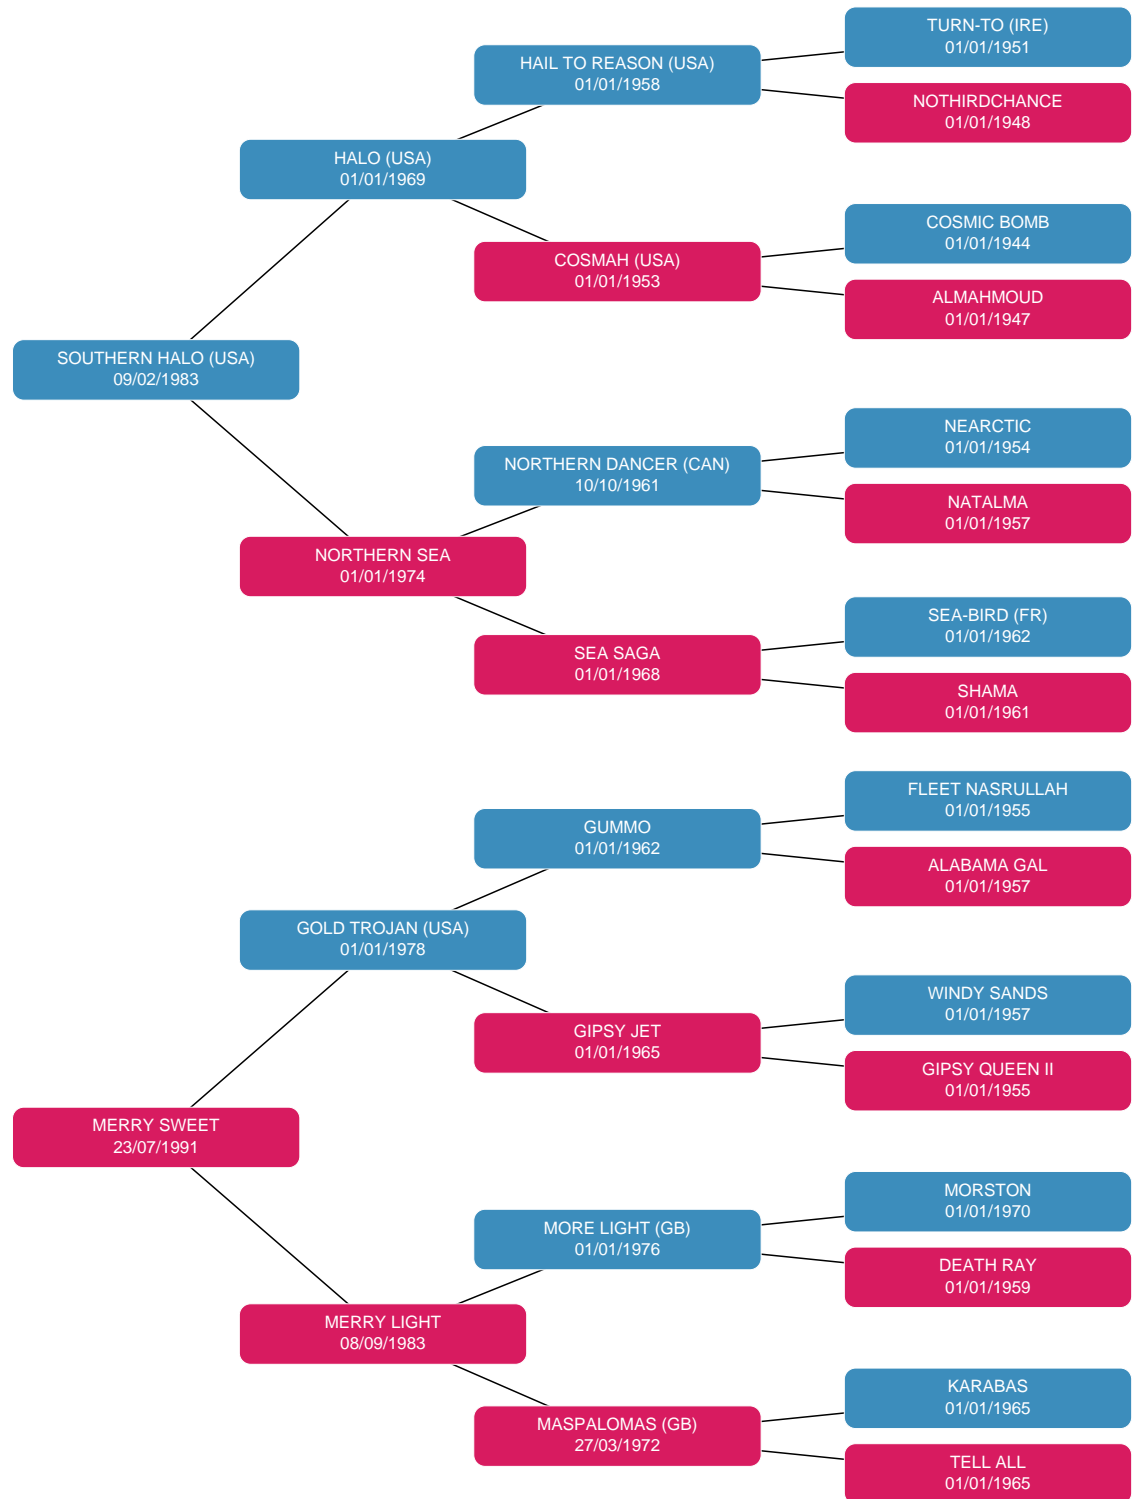 TURN-TO (IRE)
01/01/1951
HAIL TO REASON (USA)
01/01/1958
NOTHIRDCHANCE
01/01/1948
HALO (USA)
01/01/1969
COSMIC BOMB
01/01/1944
COSMAH (USA)
01/01/1953
ALMAHMOUD
01/01/1947
SOUTHERN HALO (USA)
09/02/1983
NEARCTIC
01/01/1954
NORTHERN DANCER (CAN)
10/10/1961
NATALMA
01/01/1957
NORTHERN SEA
01/01/1974
SEA-BIRD (FR)
01/01/1962
SEA SAGA
01/01/1968
SHAMA
01/01/1961
FLEET NASRULLAH
01/01/1955
GUMMO
01/01/1962
ALABAMA GAL
01/01/1957
GOLD TROJAN (USA)
01/01/1978
WINDY SANDS
01/01/1957
GIPSY JET
01/01/1965
GIPSY QUEEN II
01/01/1955
MERRY SWEET
23/07/1991
MORSTON
01/01/1970
MORE LIGHT (GB)
01/01/1976
DEATH RAY
01/01/1959
MERRY LIGHT
08/09/1983
KARABAS
01/01/1965
MASPALOMAS (GB)
27/03/1972
TELL ALL
01/01/1965